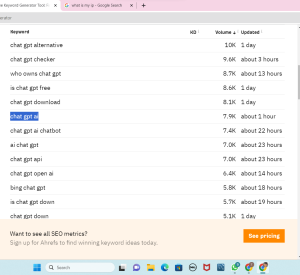 e Keyword Generator Tool
what is my ip - Google Search
erator
Keyword KD Volume Updated
chat gpt alternative 10K 1 day
chat gpt checker 9.6K about 3 hours
who owns chat gpt 8.7K about 13 hours
is chat gpt free 8.6K 1 day
chat gpt download 8.1K 1 day
chat gpt ai 7.9K about 1 hour
chat gpt ai chatbot 7.4K about 22 hours
ai chat gpt 7.0K about 23 hours
chat gpt api 7.0K about 23 hours
chat gpt open ai 6.4K about 14 hours
bing chat gpt 5.8K about 18 hours
is chat gpt down 5.7K about 19 hours
chat gpt down 5.1K 1 day
Want to see all SEO metrics?
Sign up for Ahrefs to find winning keyword ideas today.
See pricing
Search